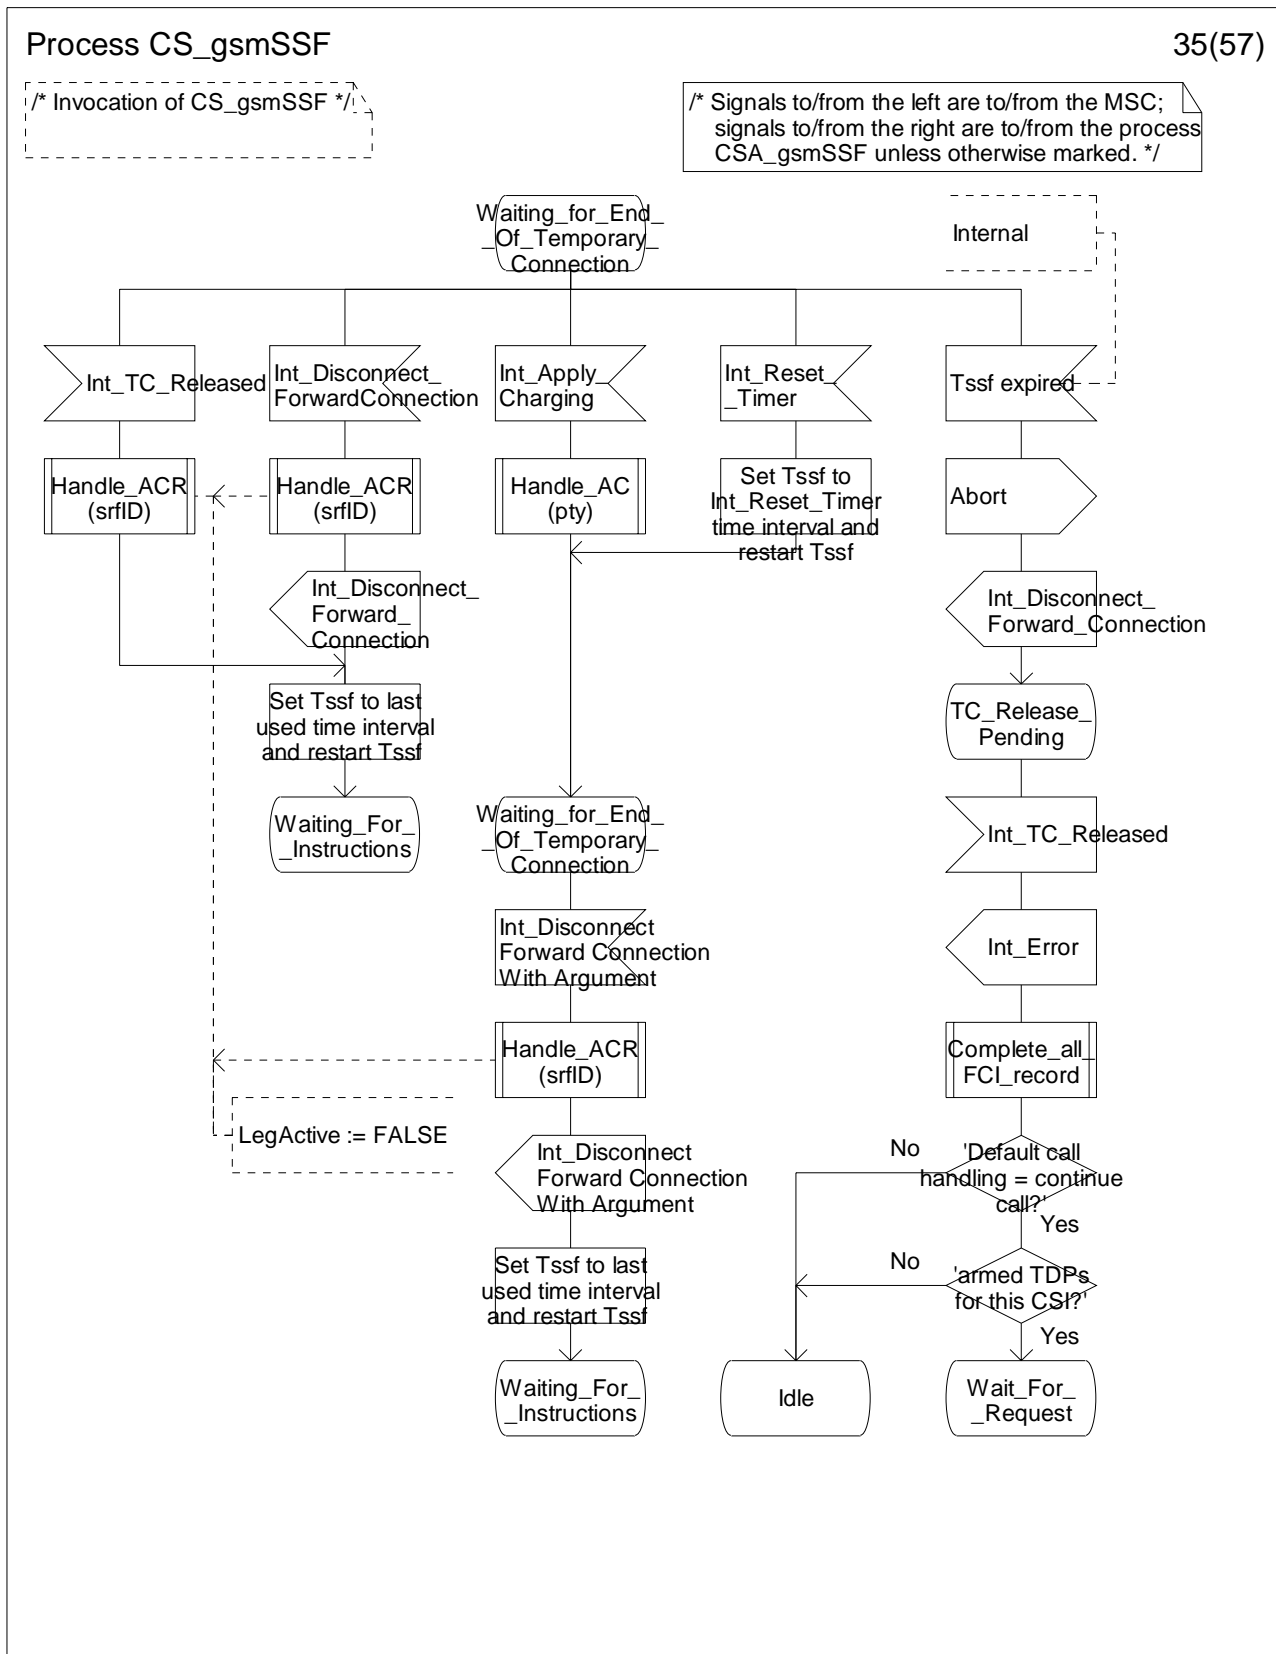 Process CS_gsmSSF
35(57)
/* Invocation of CS_gsmSSF */
/* Signals to/from the left are to/from the MSC;
signals to/from the right are to/from the process
CSA_gsmSSF unless otherwise marked. */
Waiting_for_End_
_Of_Temporary_
Connection
Internal
Int_TC_Released
Int_Disconnect_
ForwardConnection
Int_Apply_
Charging
Int_Reset_
_Timer
Tssf expired
Handle_ACR
(srfID)
Handle_ACR
(srfID)
Handle_AC
(pty)
Set Tssf to
Int_Reset_Timer
time interval and
restart Tssf
Abort
Int_Disconnect_
Forward_
Connection
Int_Disconnect_
Forward_Connection
Set Tssf to last
used time interval
and restart Tssf
TC_Release_
Pending
Waiting_For_
_Instructions
Waiting_for_End_
_Of_Temporary_
Connection
Int_TC_Released
Int_Disconnect
Forward Connection
With Argument
Int_Error
Handle_ACR
(srfID)
Complete_all_
FCI_record
LegActive := FALSE
Int_Disconnect
Forward Connection
With Argument
No
'Default call
handling = continue
call?'
Yes
Set Tssf to last
used time interval
and restart Tssf
No
'armed TDPs
for this CSI?'
Yes
Waiting_For_
_Instructions
Idle
Wait_For_
_Request